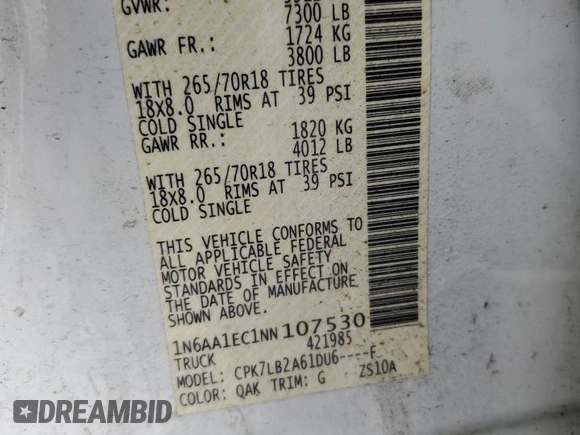 GVWR:
7300 LB
GAWR FR.: 1724 KG
3800 LB
WITH 265/70R18 TIRES
18X8.0 RIMS AT 39 PSI
COLD SINGLE
GAWR RR.: 1820 KG
4012 LB
WITH 265/70R18 TIRES
18X8.0 RIMS AT 39 PSI
COLD SINGLE
THIS VEHICLE CONFORMS TO
ALL APPLICABLE FEDERAL
MOTOR VEHICLE SAFETY
STANDARDS IN EFFECT ON
THE DATE OF MANUFACTURE
SHOWN ABOVE.
1N6AA1EC1NN107530
TRUCK 421985
MODEL: CPK7LB2A61DU6----F
COLOR: QAK TRIM: G ZS10A
DEEPBID